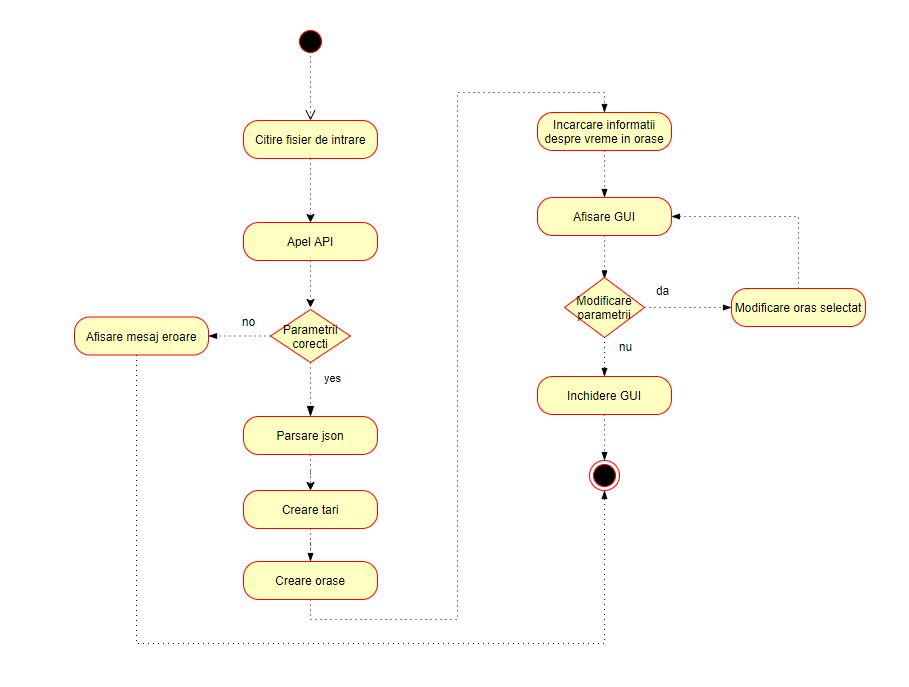 Citire fisier de intrare
Apel API
Parametrii
corecti
no
Afisare mesaj eroare
yes
Parsare json
Creare tari
Creare orase
Incarcare informatii
despre vreme in orase
Afisare GUI
Modificare
parametrii
da
Modificare oras selectat
nu
Inchidere GUI